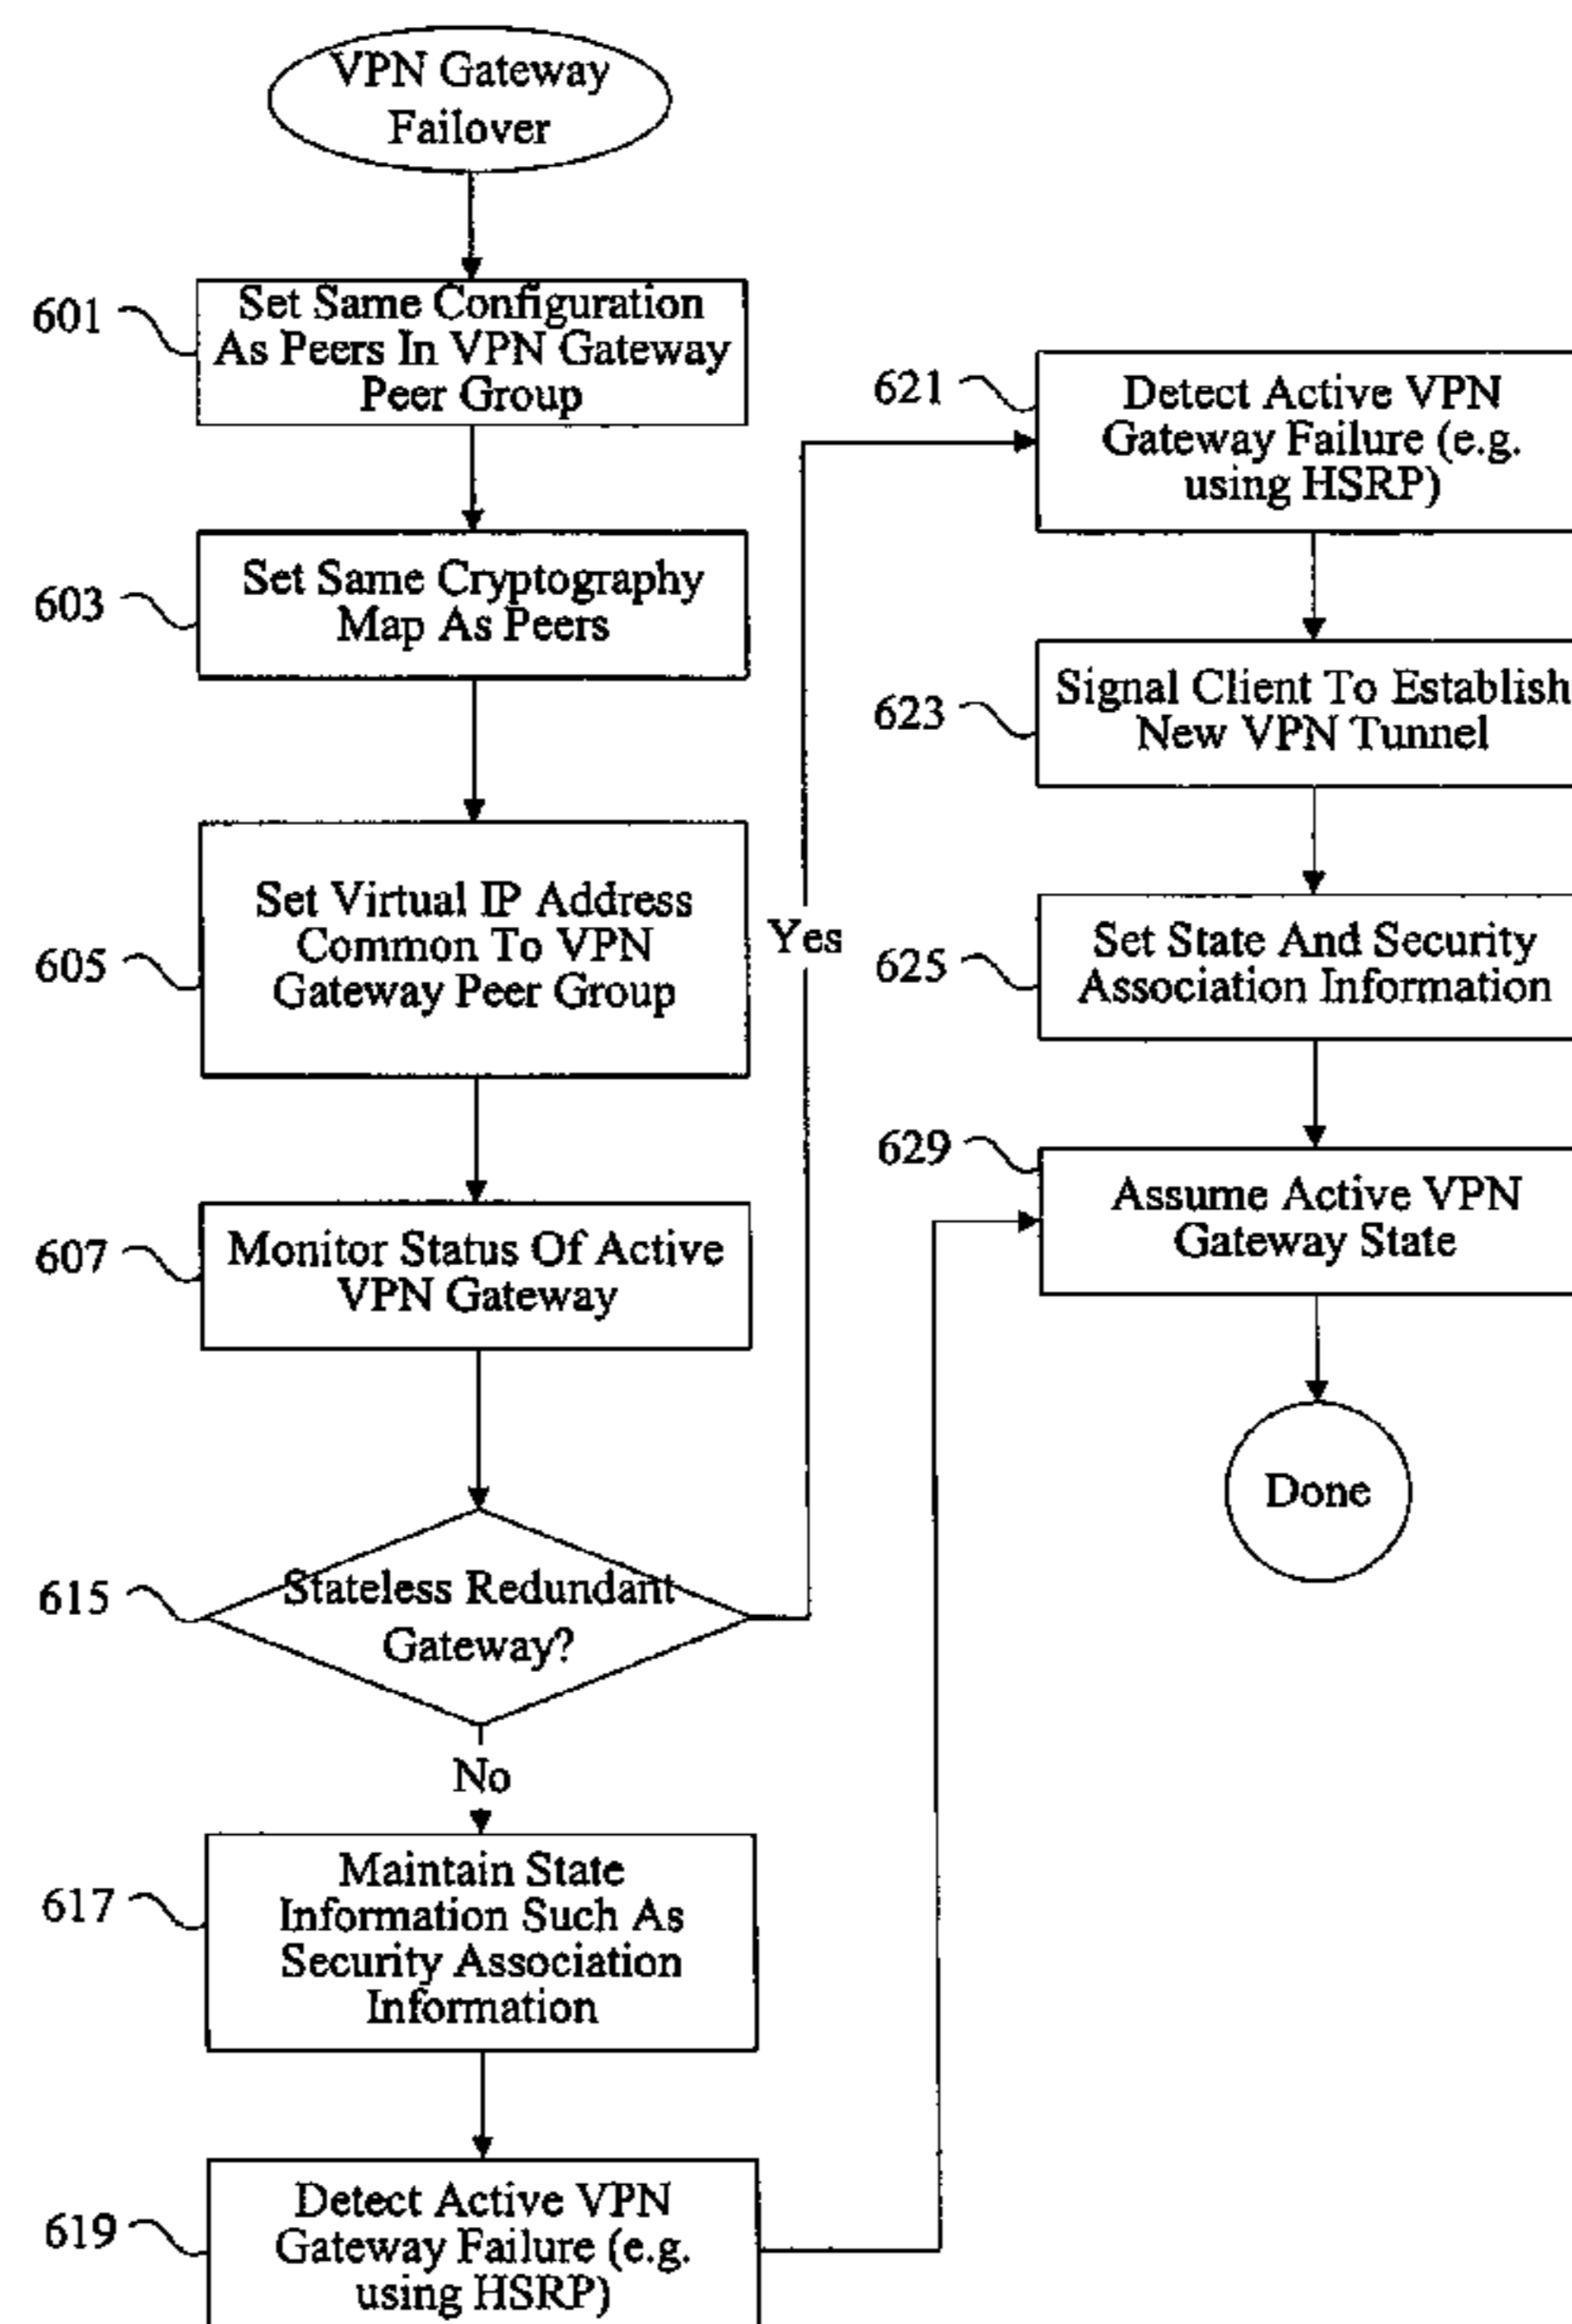 VPN Gateway
Failover
601
Set Same Configuration
As Peers In VPN Gateway
Peer Group
603
Set Same Cryptography
Map As Peers
605
Set Virtual IP Address
Common To VPN
Gateway Peer Group
607
Monitor Status Of Active
VPN Gateway
615
Stateless Redundant
Gateway?
Yes
No
617
Maintain State
Information Such As
Security Association
Information
619
Detect Active VPN
Gateway Failure (e.g.
using HSRP)
621
Detect Active VPN
Gateway Failure (e.g.
using HSRP)
623
Signal Client To Establish
New VPN Tunnel
625
Set State And Security
Association Information
629
Assume Active VPN
Gateway State
Done